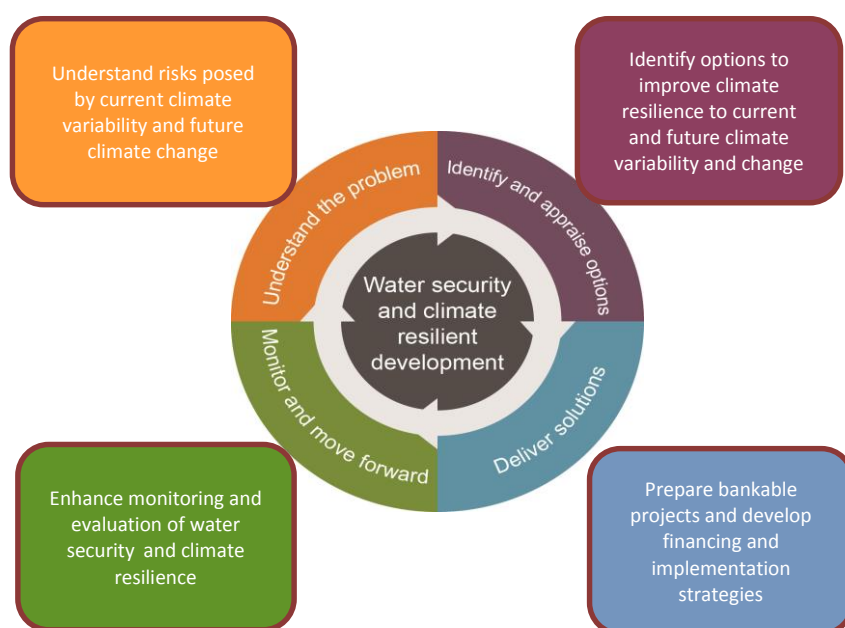 Understand risks posed
by current climate
variability and future
climate change
Identify options to
improve climate
resilience to current
and future climate
variability and change
Understand the problem
Identify and appraise options
Water security
and climate
resilient
development
Monitor and move forward
Deliver solutions
Enhance monitoring and
evaluation of water
security and climate
resilience
Prepare bankable
projects and develop
financing and
implementation
strategies